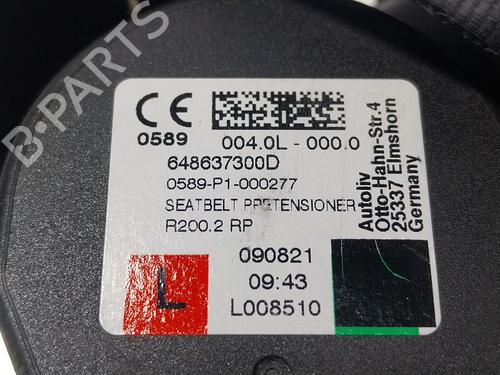 CE
0589
004.0L - 000.0
648637300D
0589-P1-000277
SEATBELT PRETENSIONER
R200.2 RP
090821
09:43
L008510
L
Autoliv
Otto-Hahn-Str.4
25337 Elmshorn
Germany
B-PARTS